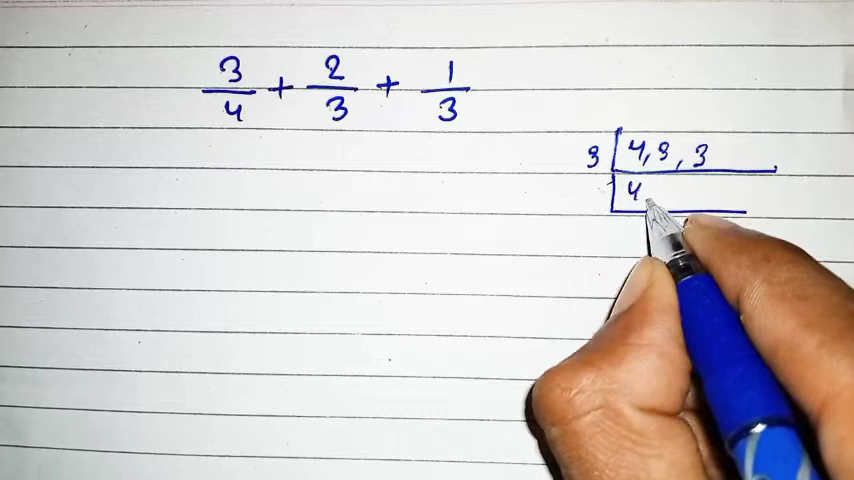 3/4 + 2/3 + 1/3
3 | 4, 3, 3
4